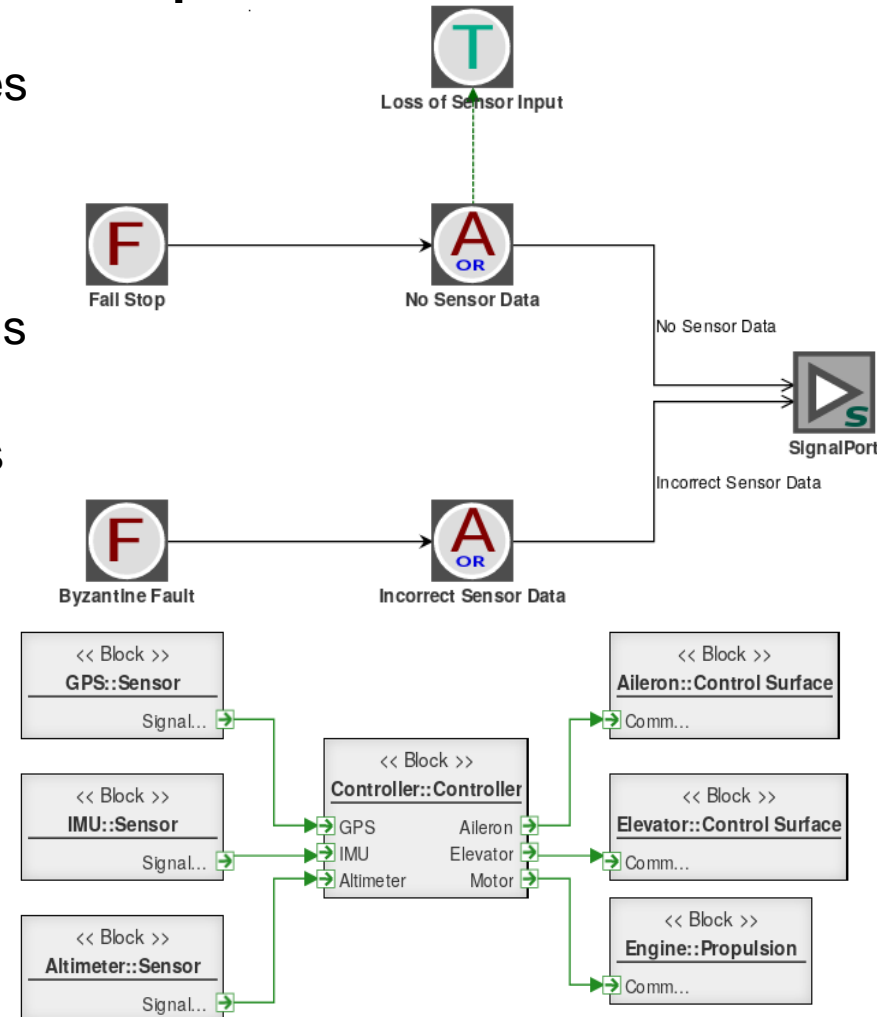 T
Loss of Sensor Input
es
F
A
OR
Fail Stop
No Sensor Data
s
No Sensor Data
S
SignalPort
s
Incorrect Sensor Data
F
A
OR
Byzantine Fault
Incorrect Sensor Data
<< Block >>
GPS::Sensor
Signal...
<< Block >>
Aileron::Control Surface
Comm...
<< Block >>
Controller::Controller
GPS
Aileron
IMU
Elevator
Altimeter
Motor
<< Block >>
IMU::Sensor
Signal...
<< Block >>
Elevator::Control Surface
Comm...
<< Block >>
Altimeter::Sensor
Signal...
<< Block >>
Engine::Propulsion
Comm...